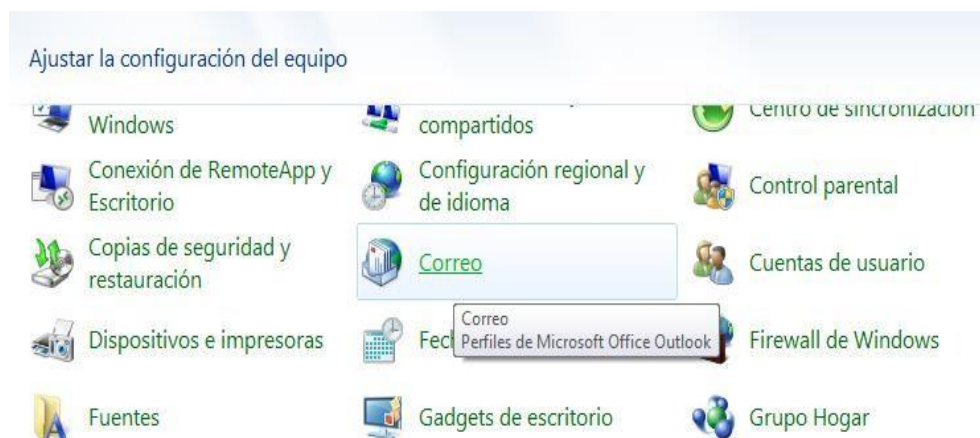 Ajustar la configuración del equipo
Windows
compartidos
Centro de sincronización
Conexión de RemoteApp y
Escritorio
Configuración regional y
de idioma
Control parental
Copias de seguridad y
restauración
Correo
Cuentas de usuario
Correo
Perfiles de Microsoft Office Outlook
Dispositivos e impresoras
Fech
Firewall de Windows
Fuentes
Gadgets de escritorio
Grupo Hogar